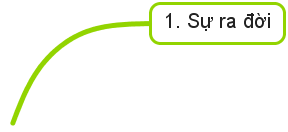 1. Sự ra đời